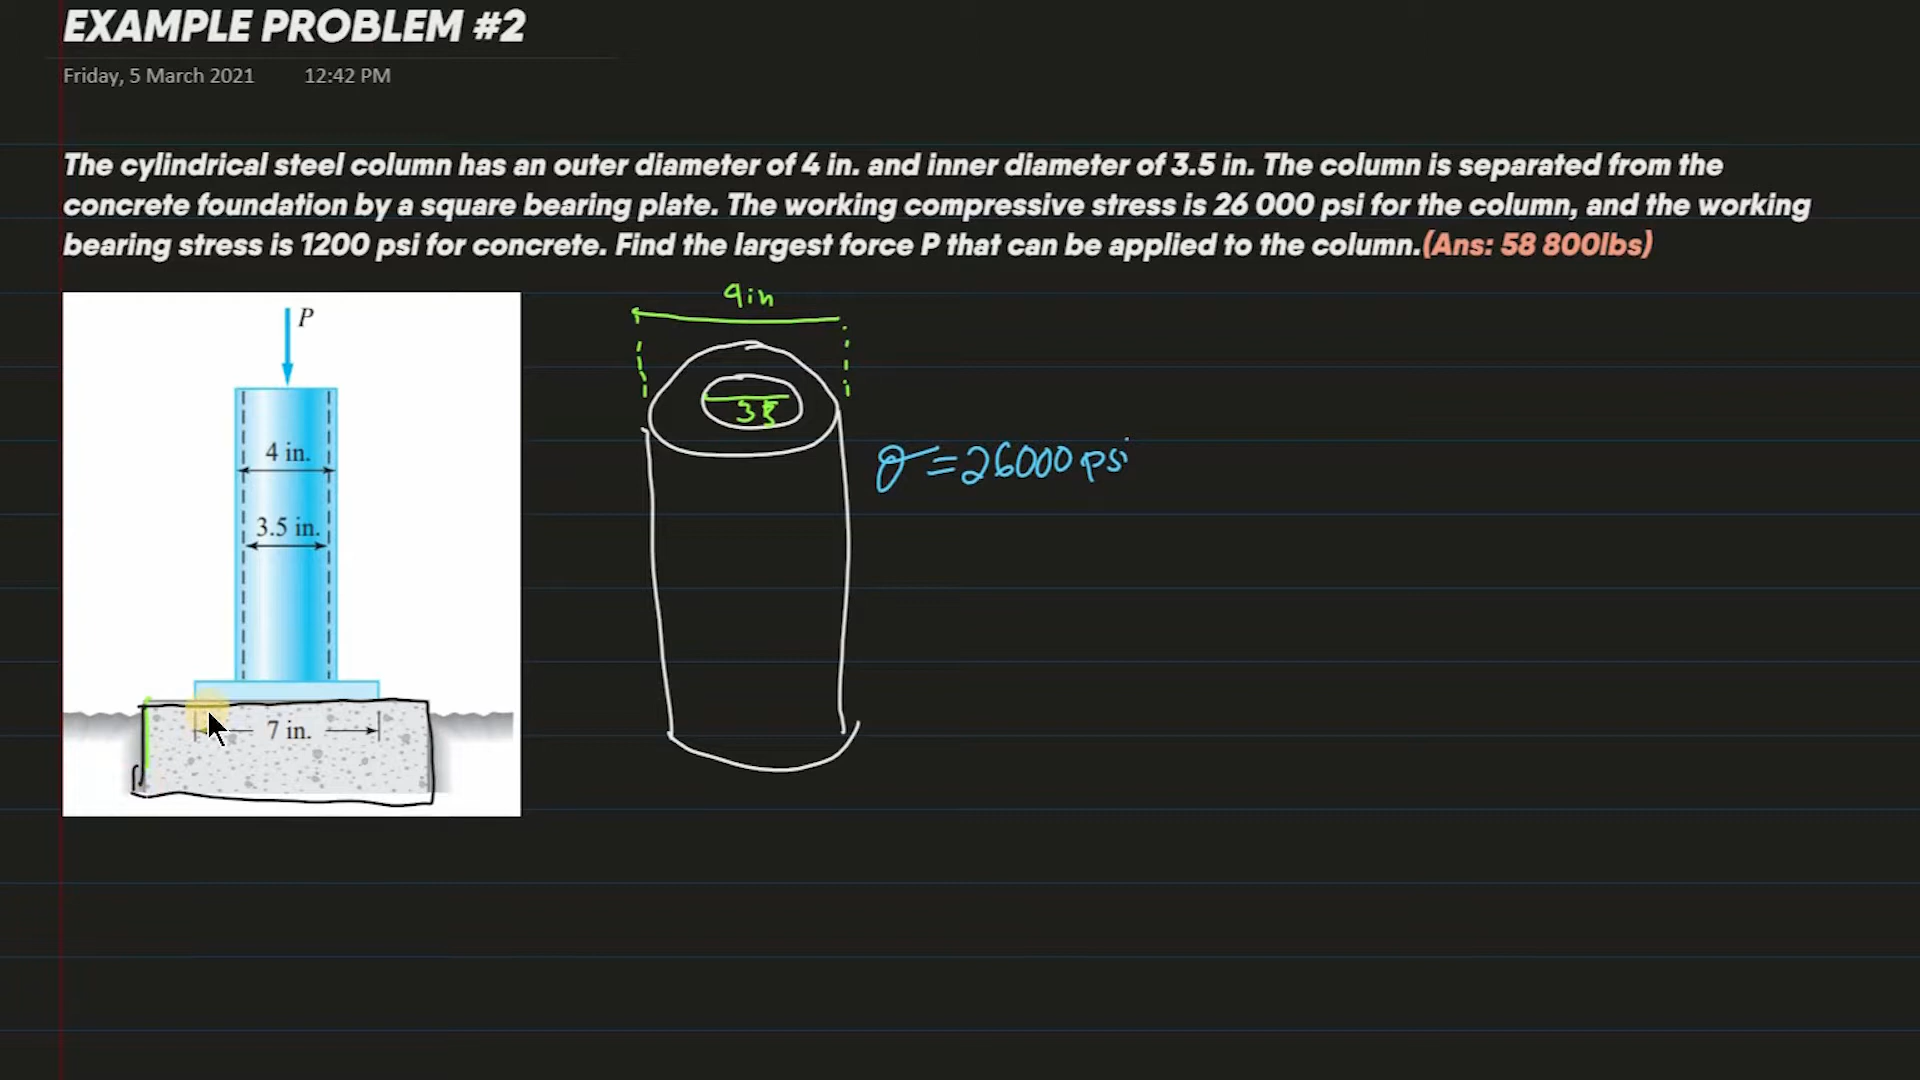 EXAMPLE PROBLEM #2
Friday, 5 March 2021 12:42 PM
The cylindrical steel column has an outer diameter of 4 in. and inner diameter of 3.5 in. The column is separated from the
concrete foundation by a square bearing plate. The working compressive stress is 26 000 psi for the column, and the working
bearing stress is 1200 psi for concrete. Find the largest force P that can be applied to the column.(Ans: 58 800lbs)
P
4 in.
3.5 in.
7 in.
4in
3.5
σ=26000psi